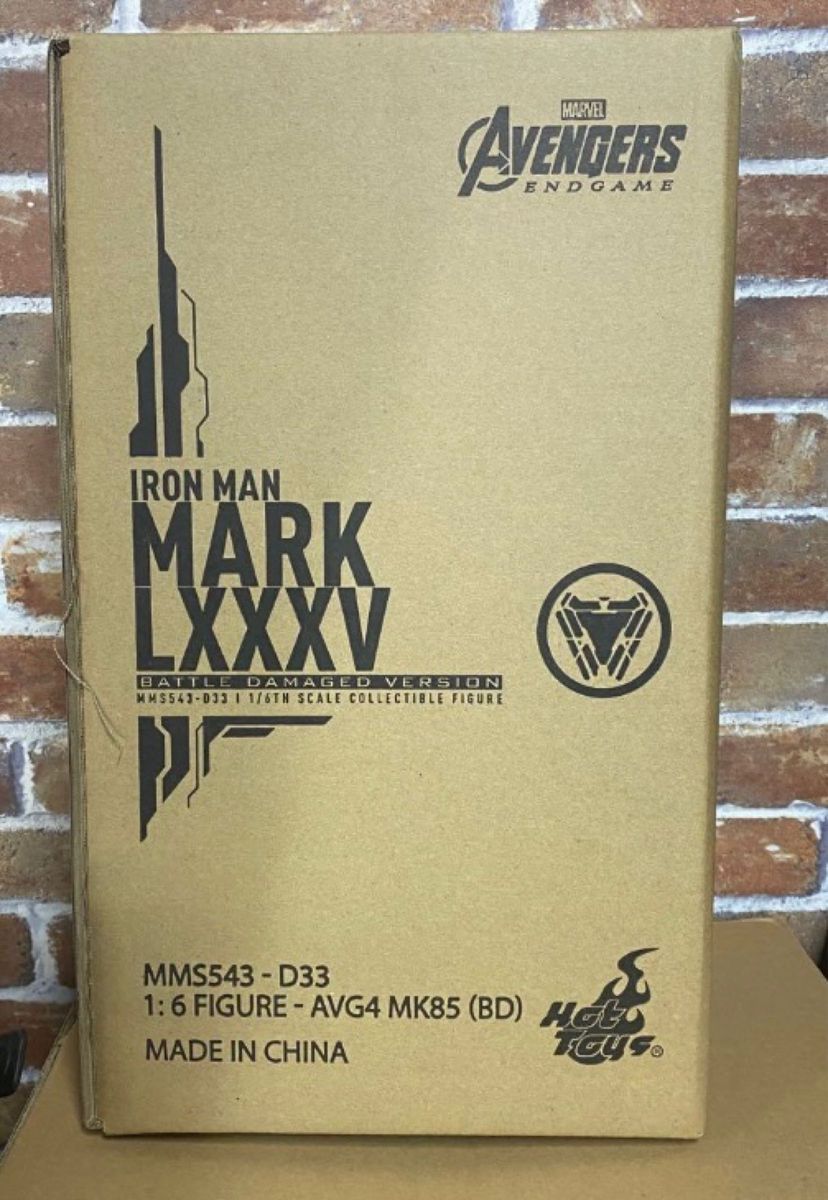 MARVEL
AVENGERS
ENDGAME
IRON MAN
MARK
LXXXV
BATTLE DAMAGED VERSION
MMS543-D33 | 1/6TH SCALE COLLECTIBLE FIGURE
MMS543 - D33
1: 6 FIGURE - AVG4 MK85 (BD)
MADE IN CHINA
Hot
Toys®